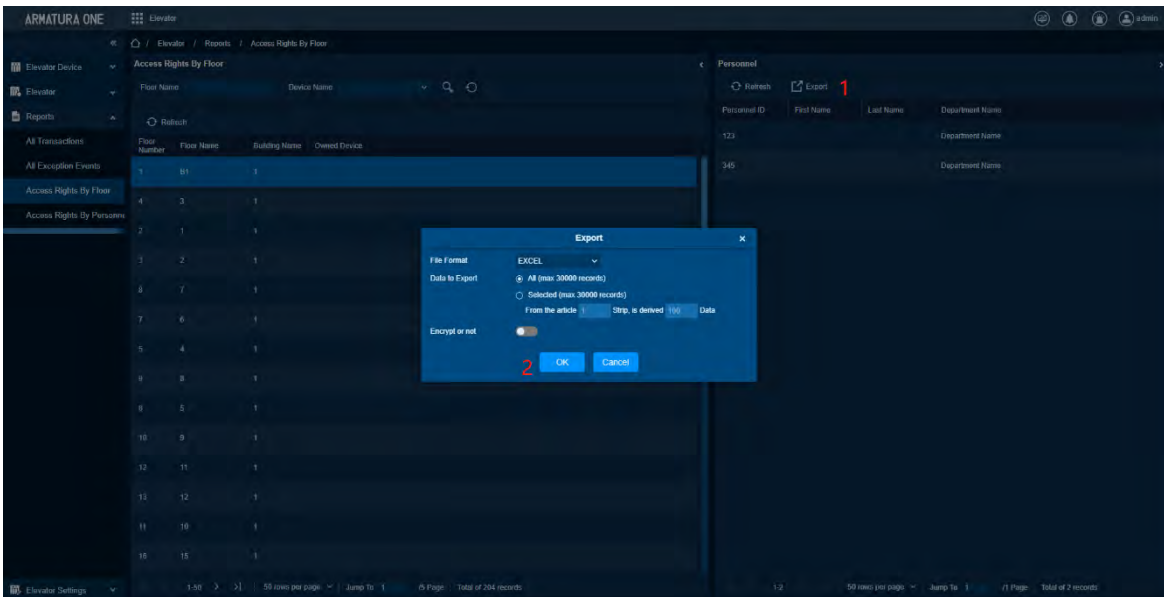 ARMATURA ONE
Elevator
admin
Elevator / Reports / Access Rights By Floor
Elevator Device
Elevator
Reports
All Transactions
All Exception Events
Access Rights By Floor
Access Rights By Personne
Elevator Settings
Access Rights By Floor
Floor Name Device Name
Refresh
Floor Number Floor Name Building Name Owned Device
1 B1 1
4 3 1
2 1 1
3 2 1
7 1
7 6 1
5 4 1
8 1
5 1
10 9 1
12 11 1
13 12 1
11 10 1
16 15 1
1-50 50 rows per page Jump To 1 /5 Page Total of 204 records
Personnel
Refresh Export 1
Personnel ID First Name Last Name Department Name
123 Department Name
345 Department Name
1-2 50 rows per page Jump To 1 /1 Page Total of 2 records
Export
File Format EXCEL
Data to Export All (max 30000 records)
Selected (max 30000 records)
From the article 1 Strip, is derived 100 Data
Encrypt or not
2 OK Cancel